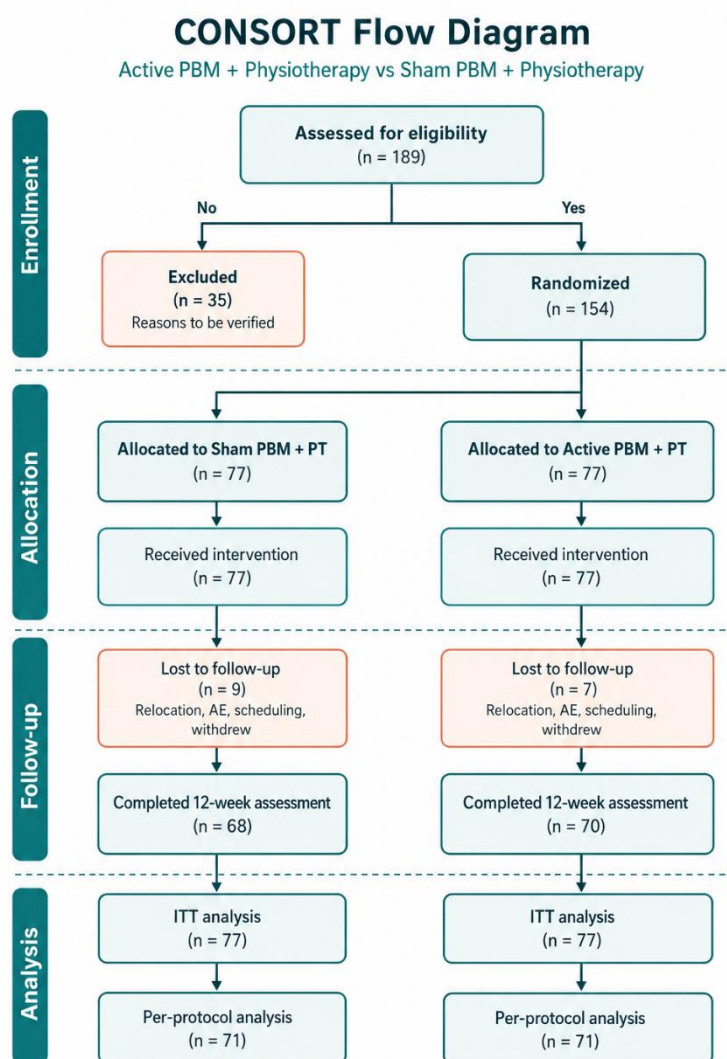 CONSORT Flow Diagram
Active PBM + Physiotherapy vs Sham PBM + Physiotherapy
Enrollment
Assessed for eligibility
(n = 189)
No
Yes
Excluded
(n = 35)
Reasons to be verified
Randomized
(n = 154)
Allocation
Allocated to Sham PBM + PT
(n = 77)
Allocated to Active PBM + PT
(n = 77)
Received intervention
(n = 77)
Received intervention
(n = 77)
Follow-up
Lost to follow-up
(n = 9)
Relocation, AE, scheduling,
withdrew
Lost to follow-up
(n = 7)
Relocation, AE, scheduling,
withdrew
Completed 12-week assessment
(n = 68)
Completed 12-week assessment
(n = 70)
Analysis
ITT analysis
(n = 77)
ITT analysis
(n = 77)
Per-protocol analysis
(n = 71)
Per-protocol analysis
(n = 71)